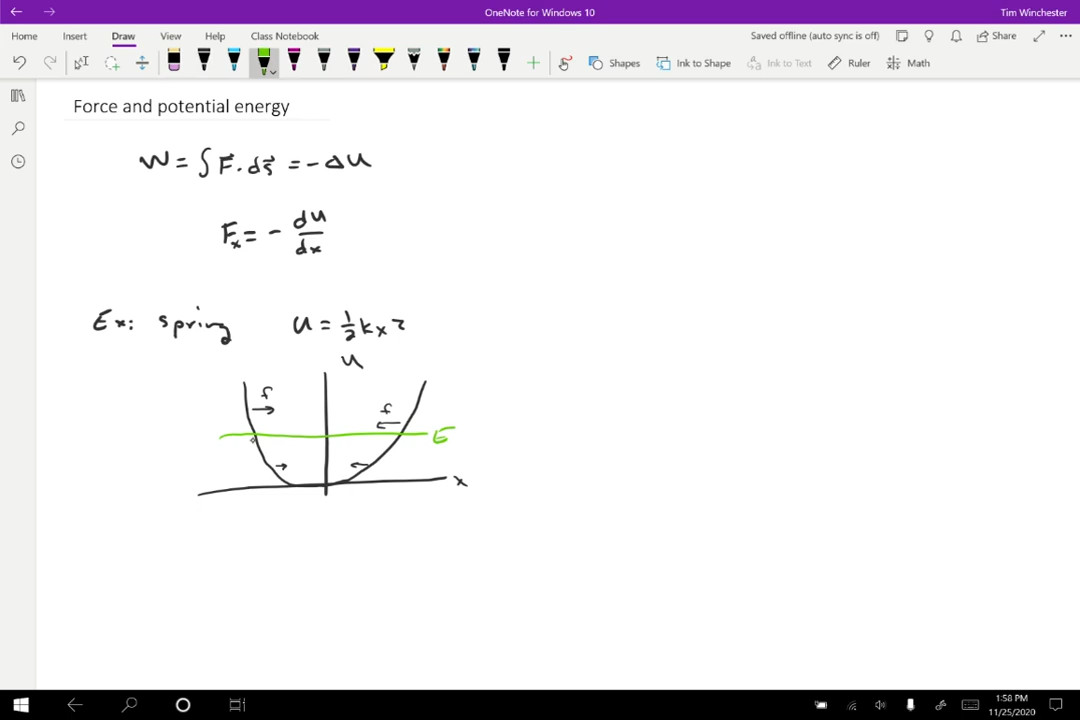 OneNote for Windows 10
Tim Winchester
Home Insert Draw View Help Class Notebook
Saved offline (auto sync is off) Share
Shapes Ink to Shape Ink to Text Ruler Math
Force and potential energy
W = ∫ F⃗ · ds⃗ = - ΔU
Fₓ = - du/dx
Ex: spring U = 1/2 kx²
U
f f
E
x
1:58 PM
11/25/2020